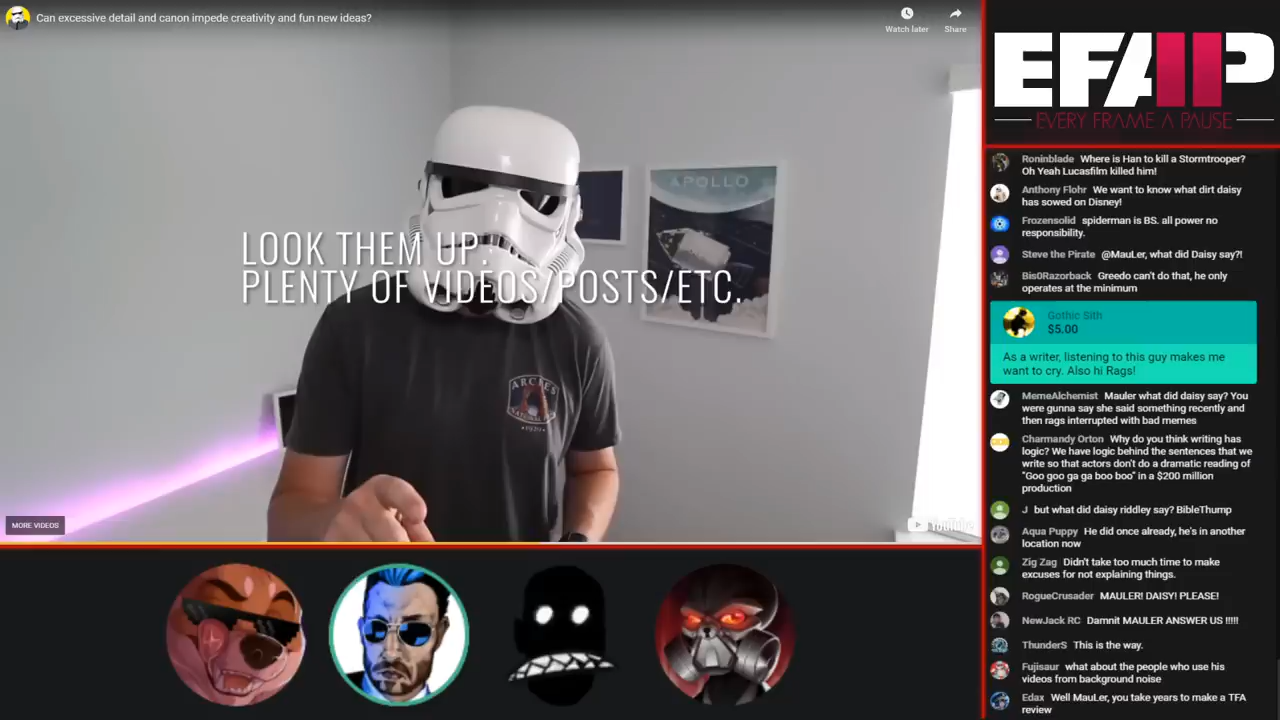 Can excessive detail and canon impede creativity and fun new ideas?
Watch later
Share
APOLLO
LOOK THEM UP:
PLENTY OF VIDEOS/POSTS/ETC.
ARCHES
MORE VIDEOS
YouTube
EFAP
EVERY FRAME A PAUSE
Roninblade Where is Han to kill a Stormtrooper?
Oh Yeah Lucasfilm killed him!
Anthony Flohr We want to know what dirt daisy
has sowed on Disney!
Frozensolid spiderman is BS. all power no
responsibility.
Steve the Pirate @MauLer, what did Daisy say?!
Bis0Razorback Greedo can't do that, he only
operates at the minimum
Gothic Sith
$5.00
As a writer, listening to this guy makes me
want to cry. Also hi Rags!
MemeAlchemist Mauler what did daisy say? You
were gunna say she said something recently and
then rags interrupted with bad memes
Charmandy Orton Why do you think writing has
logic? We have logic behind the sentences that we
write so that actors don't do a dramatic reading of
"Goo goo ga ga boo boo" in a $200 million
production
J but what did daisy riddley say? BibleThump
Aqua Puppy He did once already, he's in another
location now
Zig Zag Didn't take too much time to make
excuses for not explaining things.
RogueCrusader MAULER! DAISY! PLEASE!
NewJack RC Damnit MAULER ANSWER US !!!!!
ThunderS This is the way.
Fujisaur what about the people who use his
videos from background noise
Edax Well MauLer, you take years to make a TFA
review